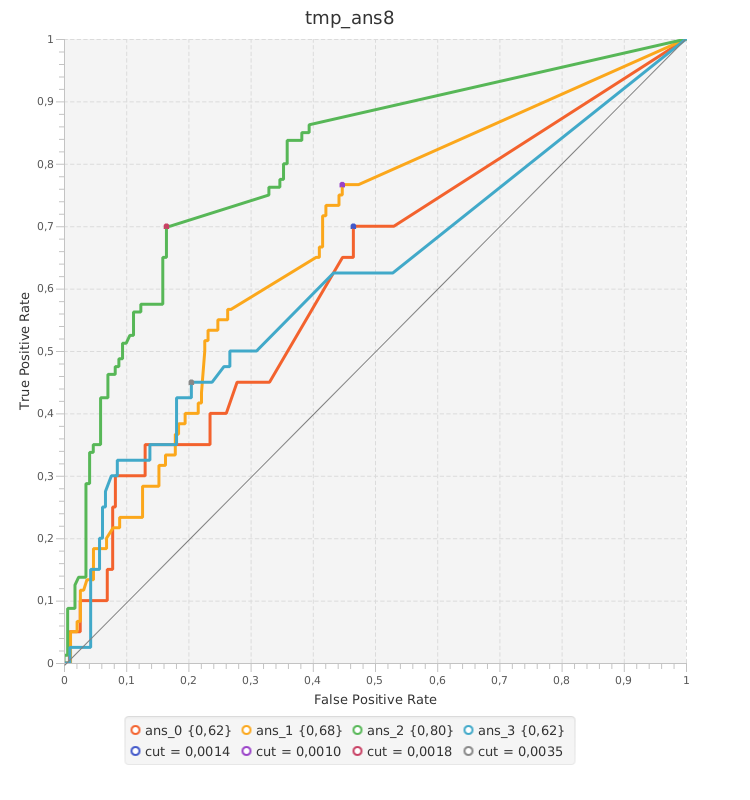 tmp_ans8
1
0,9
0,8
0,7
0,6
0,5
0,4
0,3
0,2
0,1
0
True Positive Rate
0 0,1 0,2 0,3 0,4 0,5 0,6 0,7 0,8 0,9 1
False Positive Rate
ans_0 {0,62} ans_1 {0,68} ans_2 {0,80} ans_3 {0,62}
cut = 0,0014 cut = 0,0010 cut = 0,0018 cut = 0,0035